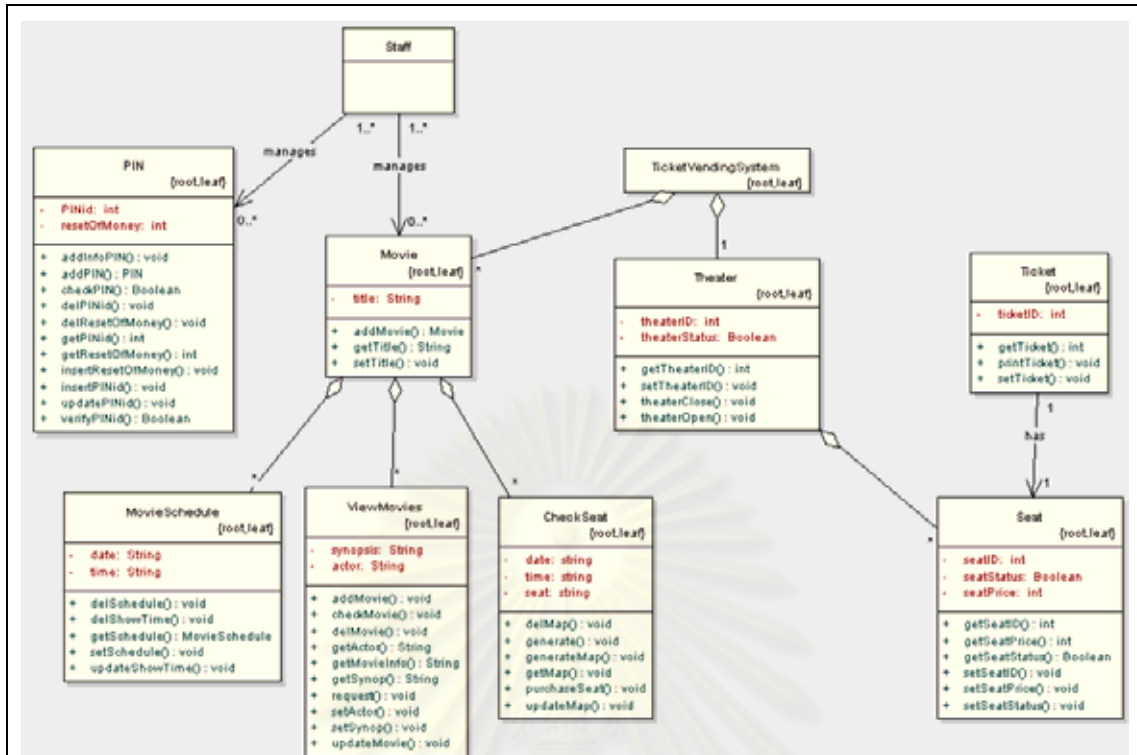 Staff
1..*
1..*
manages
manages
0..*
0..*
PIN
{root,leaf}
- PINid: int
- resetOfMoney: int
+ addInfoPIN() : void
+ addPIN() : PIN
+ checkPIN() : Boolean
+ delPINid() : void
+ delResetOfMoney() : void
+ getPINid() : int
+ getResetOfMoney() : int
+ insertResetOfMoney() : void
+ insertPINid() : void
+ updatePINid() : void
+ verifyPINid() : Boolean
TicketVendingSystem
{root,leaf}
*
1
Movie
{root,leaf}
- title: String
+ addMovie() : Movie
+ getTitle() : String
+ setTitle() : void
Theater
{root,leaf}
- theaterID: int
- theaterStatus: Boolean
+ getTheaterID() : int
+ setTheaterID() : void
+ theaterClose() : void
+ theaterOpen() : void
Ticket
{root,leaf}
- ticketID: int
+ getTicket() : int
+ printTicket() : void
+ setTicket() : void
1
has
1
*
*
*
*
MovieSchedule
{root,leaf}
- date: String
- time: String
+ delSchedule() : void
+ delShowTime() : void
+ getSchedule() : MovieSchedule
+ setSchedule() : void
+ updateShowTime() : void
ViewMovies
{root,leaf}
- synopsis: String
- actor: String
+ addMovie() : void
+ checkMovie() : void
+ delMovie() : void
+ getActor() : String
+ getMovieInfo() : String
+ getSynop() : String
+ request() : void
+ setActor() : void
+ setSynop() : void
+ updateMovie() : void
CheckSeat
{root,leaf}
- date: string
- time: string
- seat: string
+ delMap() : void
+ generate() : void
+ generateMap() : void
+ getMap() : void
+ purchaseSeat() : void
+ updateMap() : void
Seat
{root,leaf}
- seatID: int
- seatStatus: Boolean
- seatPrice: int
+ getSeatID() : int
+ getSeatPrice() : int
+ getSeatStatus() : Boolean
+ setSeatID() : void
+ setSeatPrice() : void
+ setSeatStatus() : void